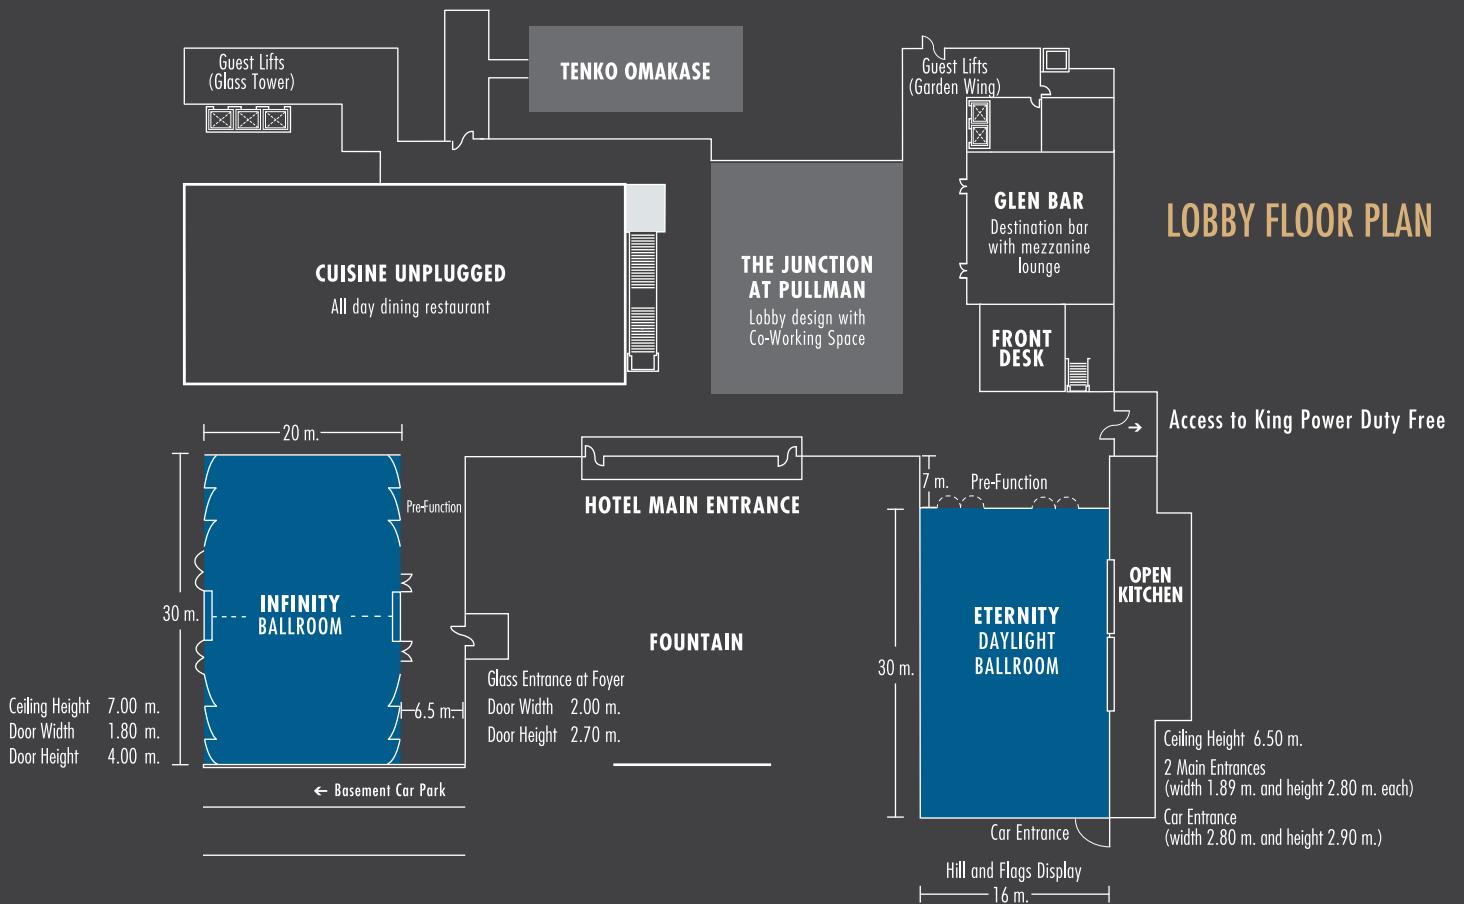 Guest Lifts
(Glass Tower)
TENKO OMAKASE
Guest Lifts
(Garden Wing)
LOBBY FLOOR PLAN
GLEN BAR
Destination bar
with mezzanine
lounge
CUISINE UNPLUGGED
All day dining restaurant
THE JUNCTION
AT PULLMAN
Lobby design with
Co-Working Space
FRONT
DESK
Access to King Power Duty Free
20 m.
Pre-Function
30 m.
INFINITY
BALLROOM
6.5 m.
Ceiling Height 7.00 m.
Door Width 1.80 m.
Door Height 4.00 m.
← Basement Car Park
HOTEL MAIN ENTRANCE
FOUNTAIN
Glass Entrance at Foyer
Door Width 2.00 m.
Door Height 2.70 m.
7 m.
Pre-Function
30 m.
ETERNITY
DAYLIGHT
BALLROOM
OPEN
KITCHEN
Ceiling Height 6.50 m.
2 Main Entrances
(width 1.89 m. and height 2.80 m. each)
Car Entrance
(width 2.80 m. and height 2.90 m.)
Car Entrance
Hill and Flags Display
16 m.